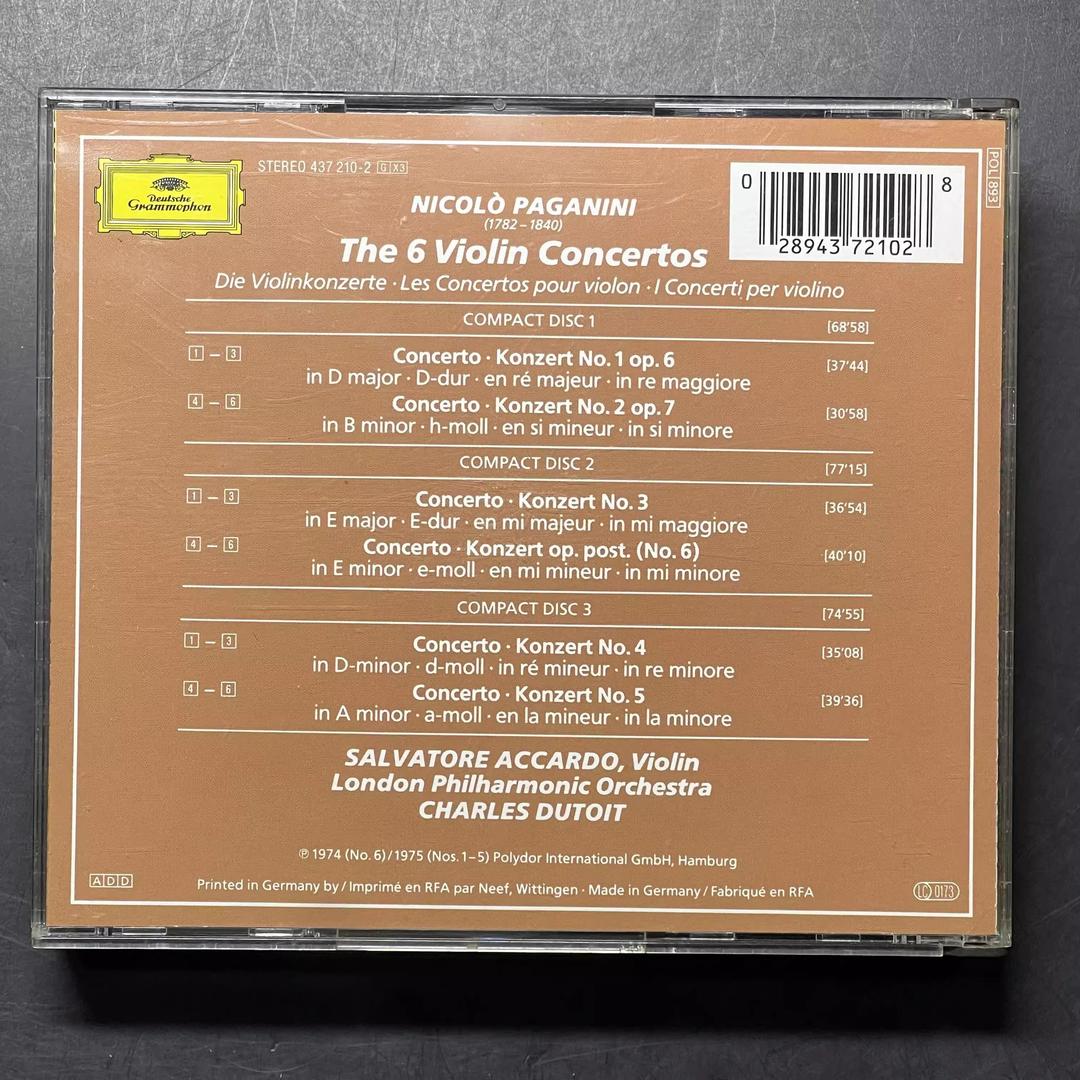 Deutsche
Grammophon
STEREO 437 210-2 G X3
POL 893
0 28943 72102 8
NICOLÒ PAGANINI
(1782–1840)
The 6 Violin Concertos
Die Violinkonzerte · Les Concertos pour violon · I Concerti per violino
COMPACT DISC 1 [68'58]
1 – 3 Concerto · Konzert No. 1 op. 6 [37'44]
in D major · D-dur · en ré majeur · in re maggiore
4 – 6 Concerto · Konzert No. 2 op. 7 [30'58]
in B minor · h-moll · en si mineur · in si minore
COMPACT DISC 2 [77'15]
1 – 3 Concerto · Konzert No. 3 [36'54]
in E major · E-dur · en mi majeur · in mi maggiore
4 – 6 Concerto · Konzert op. post. (No. 6) [40'10]
in E minor · e-moll · en mi mineur · in mi minore
COMPACT DISC 3 [74'55]
1 – 3 Concerto · Konzert No. 4 [35'08]
in D-minor · d-moll · in ré mineur · in re minore
4 – 6 Concerto · Konzert No. 5 [39'36]
in A minor · a-moll · en la mineur · in la minore
SALVATORE ACCARDO, Violin
London Philharmonic Orchestra
CHARLES DUTOIT
℗ 1974 (No. 6)/1975 (Nos. 1–5) Polydor International GmbH, Hamburg
ADD
Printed in Germany by / Imprimé en RFA par Neef, Wittingen · Made in Germany / Fabriqué en RFA
LC 0173